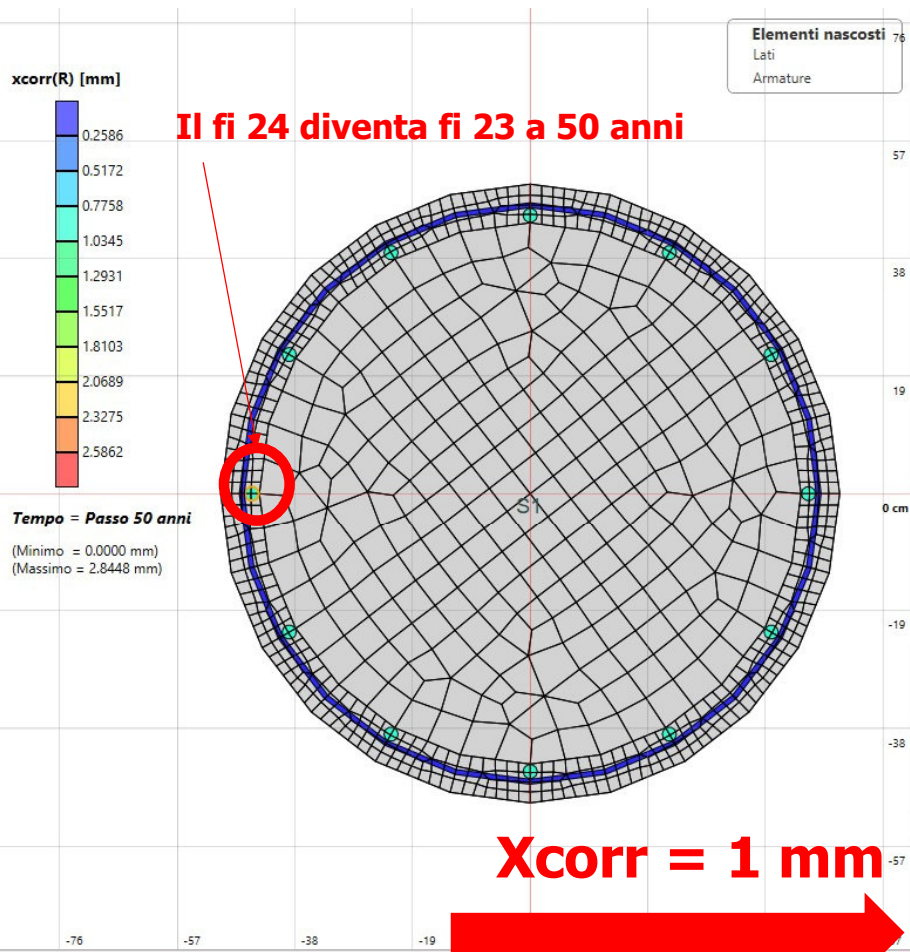 Elementi nascosti
Lati
Armature
76
xcorr(R) [mm]
Il fi 24 diventa fi 23 a 50 anni
0.2586
0.5172
0.7758
1.0345
1.2931
1.5517
1.8103
2.0689
2.3275
2.5862
57
38
19
Tempo = Passo 50 anni
(Minimo = 0.0000 mm)
(Massimo = 2.8448 mm)
S1
0 cm
-19
-38
-57
Xcorr = 1 mm
-76
-57
-38
-19